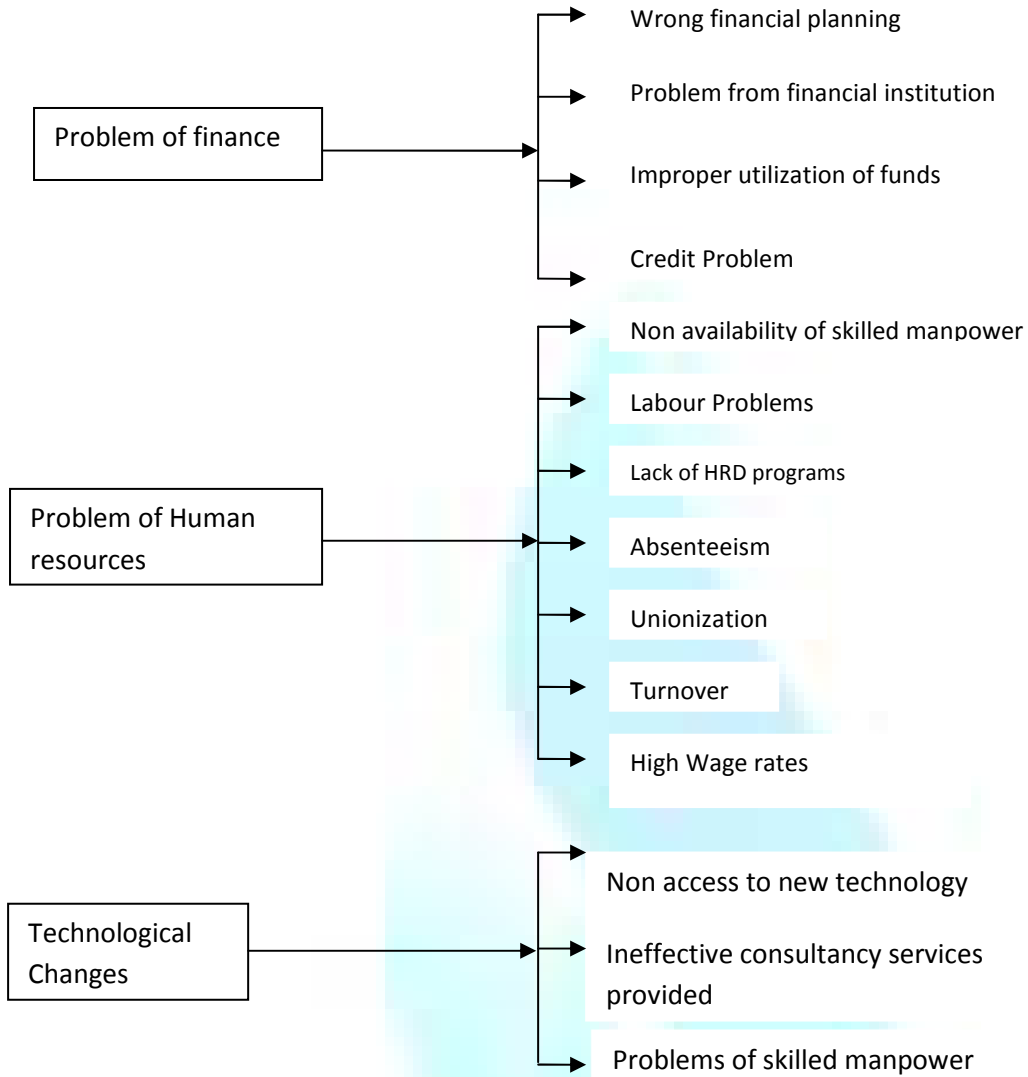 Problem of finance
Wrong financial planning
Problem from financial institution
Improper utilization of funds
Credit Problem
Problem of Human
resources
Non availability of skilled manpower
Labour Problems
Lack of HRD programs
Absenteeism
Unionization
Turnover
High Wage rates
Technological
Changes
Non access to new technology
Ineffective consultancy services
provided
Problems of skilled manpower